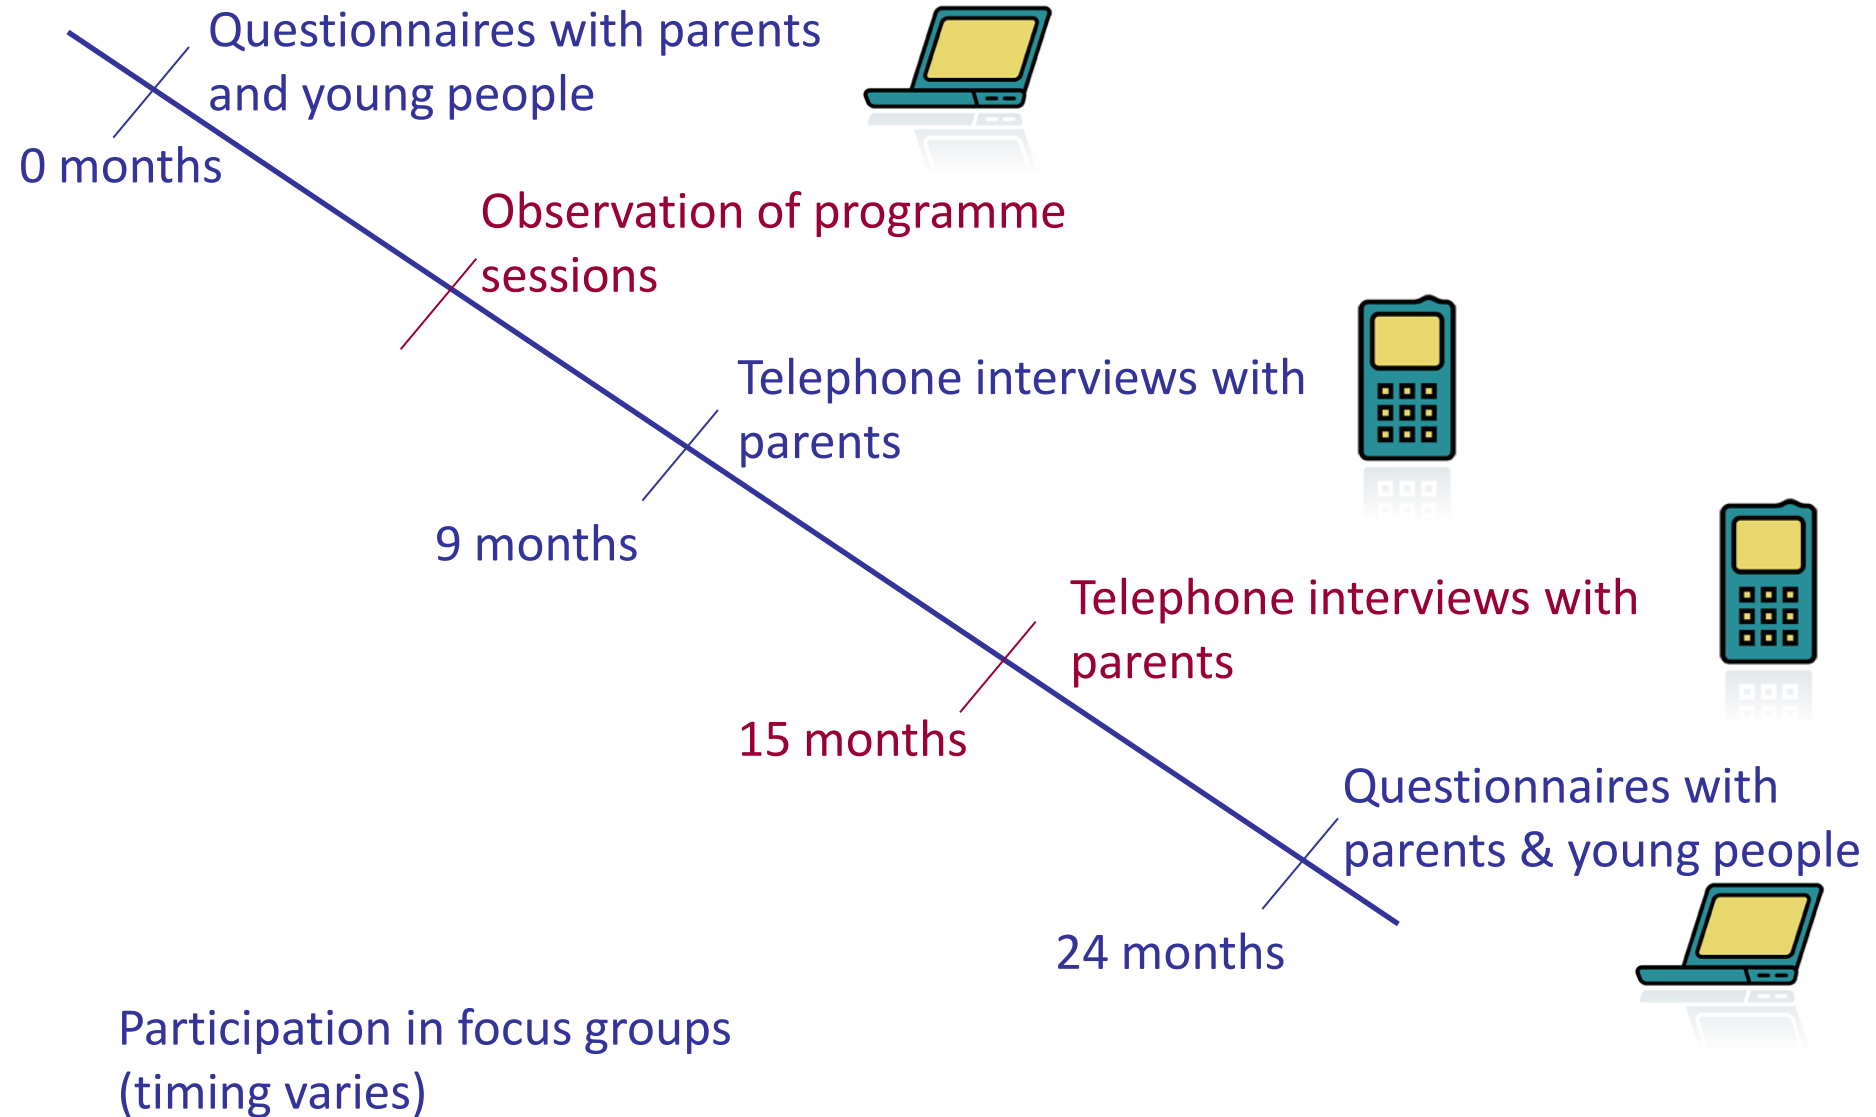 Questionnaires with parents
and young people
0 months
Observation of programme
sessions
Telephone interviews with
parents
9 months
Telephone interviews with
parents
15 months
Questionnaires with
parents & young people
24 months
Participation in focus groups
(timing varies)